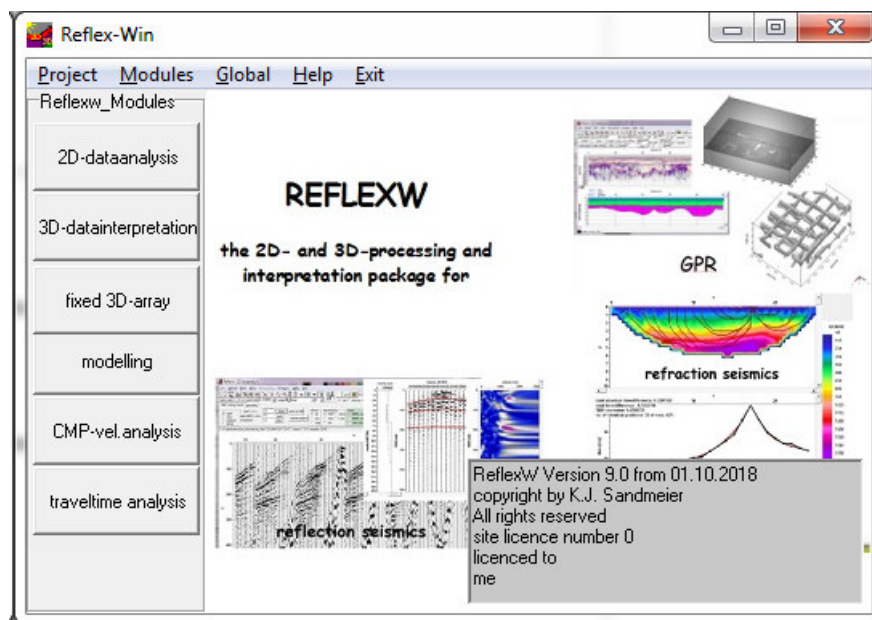 Reflex-Win
Project Modules Global Help Exit
Reflexw_Modules
2D-dataanalysis
3D-datainterpretation
fixed 3D-array
modelling
CMP-vel.analysis
traveltime analysis
REFLEXW
the 2D- and 3D-processing and
interpretation package for
GPR
refraction seismics
reflection seismics
ReflexW Version 9.0 from 01.10.2018
copyright by K.J. Sandmeier
All rights reserved
site licence number 0
licenced to
me